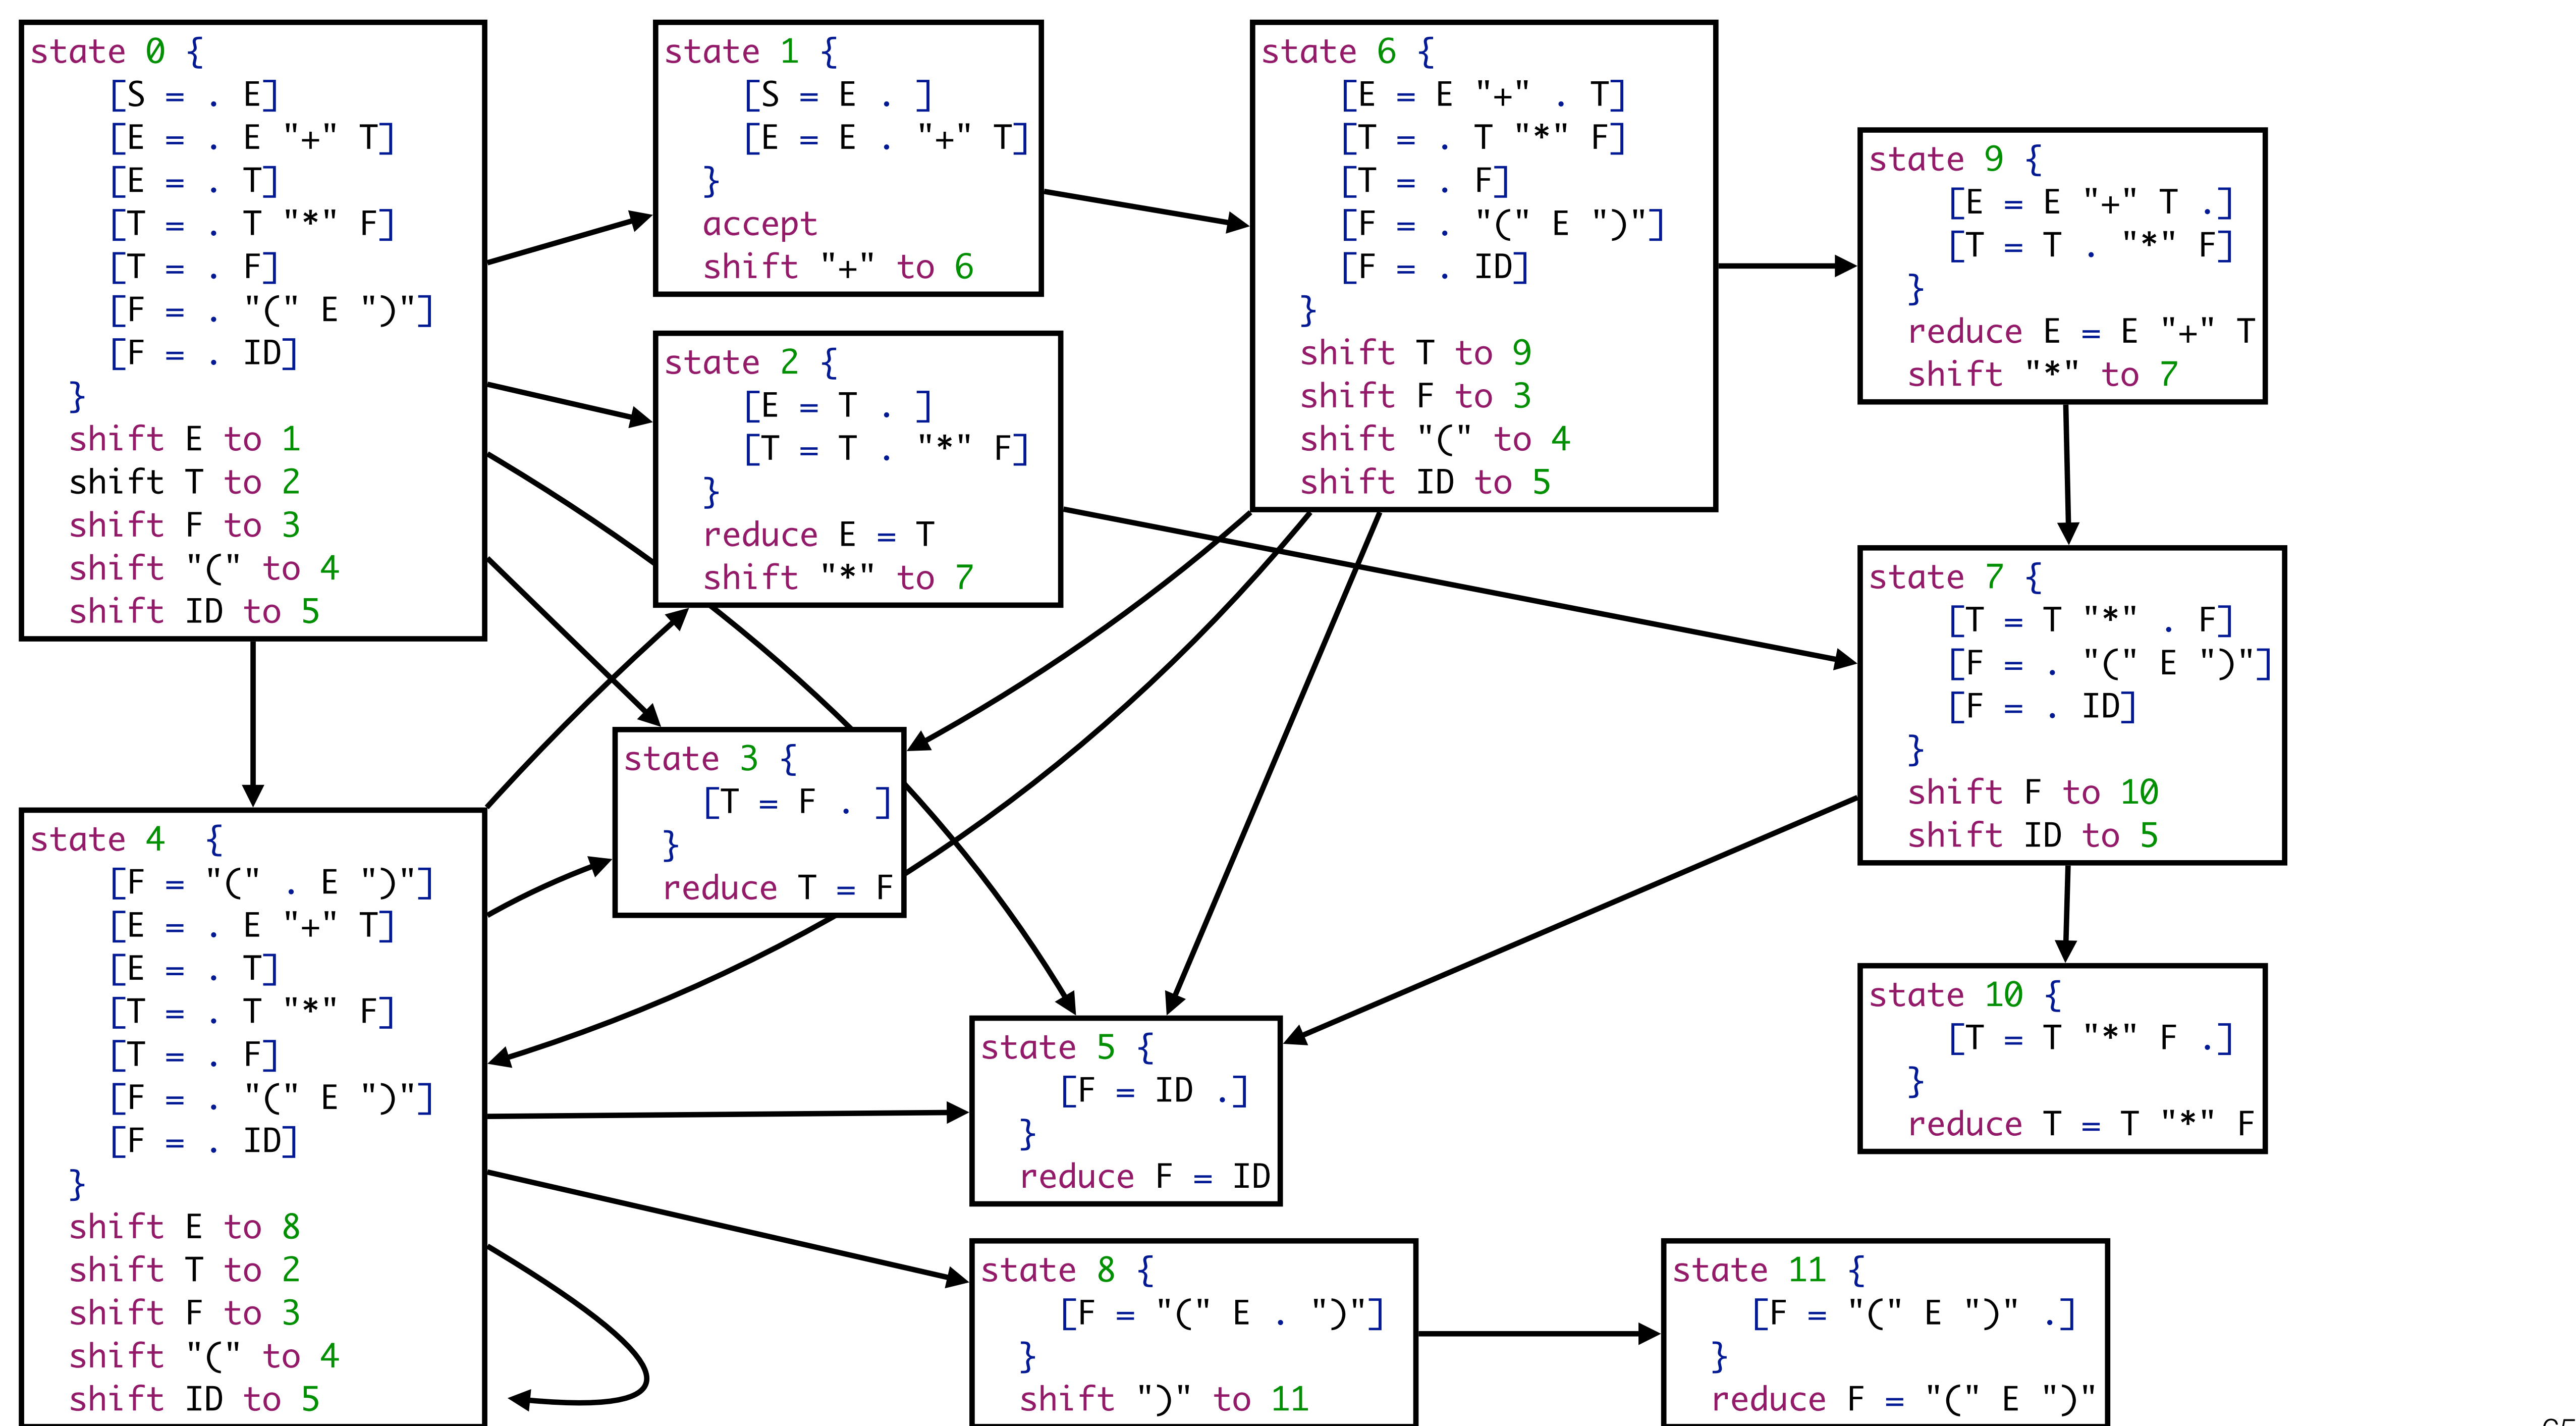 state 0 {
[S = . E]
[E = . E "+" T]
[E = . T]
[T = . T "*" F]
[T = . F]
[F = . "(" E ")"]
[F = . ID]
}
shift E to 1
shift T to 2
shift F to 3
shift "(" to 4
shift ID to 5
state 1 {
[S = E . ]
[E = E . "+" T]
}
accept
shift "+" to 6
state 2 {
[E = T . ]
[T = T . "*" F]
}
reduce E = T
shift "*" to 7
state 6 {
[E = E "+" . T]
[T = . T "*" F]
[T = . F]
[F = . "(" E ")"]
[F = . ID]
}
shift T to 9
shift F to 3
shift "(" to 4
shift ID to 5
state 9 {
[E = E "+" T .]
[T = T . "*" F]
}
reduce E = E "+" T
shift "*" to 7
state 7 {
[T = T "*" . F]
[F = . "(" E ")"]
[F = . ID]
}
shift F to 10
shift ID to 5
state 3 {
[T = F . ]
}
reduce T = F
state 4 {
[F = "(" . E ")"]
[E = . E "+" T]
[E = . T]
[T = . T "*" F]
[T = . F]
[F = . "(" E ")"]
[F = . ID]
}
shift E to 8
shift T to 2
shift F to 3
shift "(" to 4
shift ID to 5
state 5 {
[F = ID .]
}
reduce F = ID
state 10 {
[T = T "*" F .]
}
reduce T = T "*" F
state 8 {
[F = "(" E . ")"]
}
shift ")" to 11
state 11 {
[F = "(" E ")" .]
}
reduce F = "(" E ")"